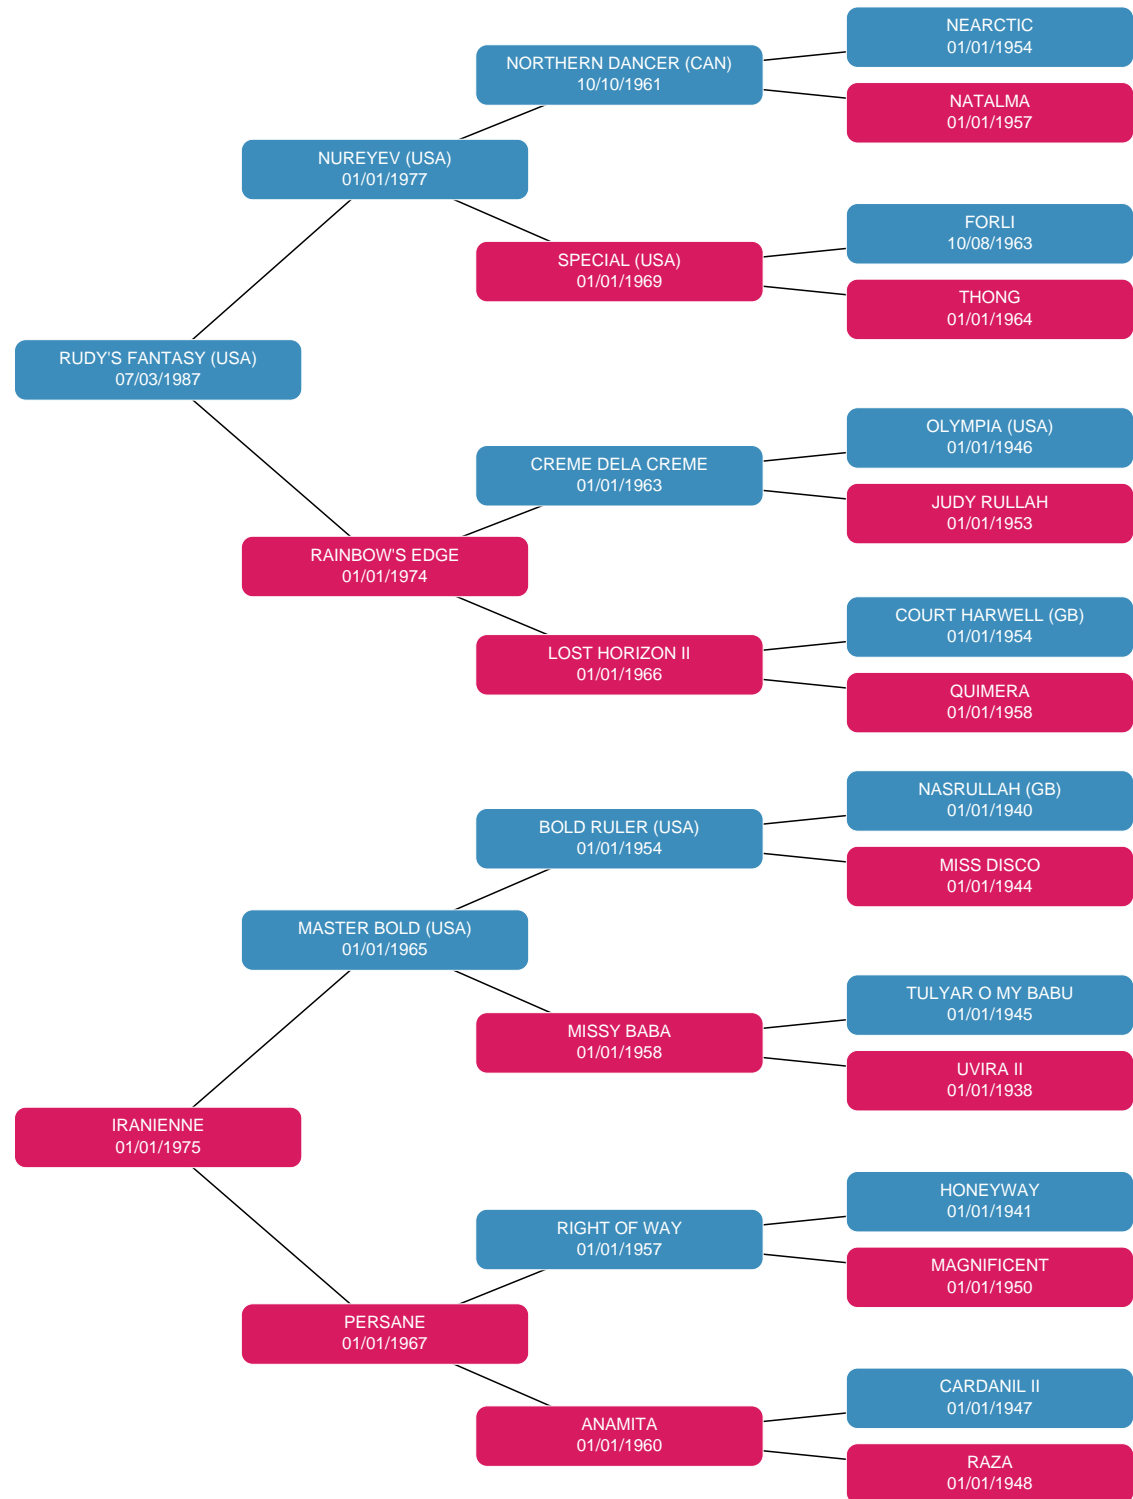 NEARCTIC
01/01/1954
NORTHERN DANCER (CAN)
10/10/1961
NATALMA
01/01/1957
NUREYEV (USA)
01/01/1977
FORLI
10/08/1963
SPECIAL (USA)
01/01/1969
THONG
01/01/1964
RUDY'S FANTASY (USA)
07/03/1987
OLYMPIA (USA)
01/01/1946
CREME DELA CREME
01/01/1963
JUDY RULLAH
01/01/1953
RAINBOW'S EDGE
01/01/1974
COURT HARWELL (GB)
01/01/1954
LOST HORIZON II
01/01/1966
QUIMERA
01/01/1958
NASRULLAH (GB)
01/01/1940
BOLD RULER (USA)
01/01/1954
MISS DISCO
01/01/1944
MASTER BOLD (USA)
01/01/1965
TULYAR O MY BABU
01/01/1945
MISSY BABA
01/01/1958
UVIRA II
01/01/1938
IRANIENNE
01/01/1975
HONEYWAY
01/01/1941
RIGHT OF WAY
01/01/1957
MAGNIFICENT
01/01/1950
PERSANE
01/01/1967
CARDANIL II
01/01/1947
ANAMITA
01/01/1960
RAZA
01/01/1948